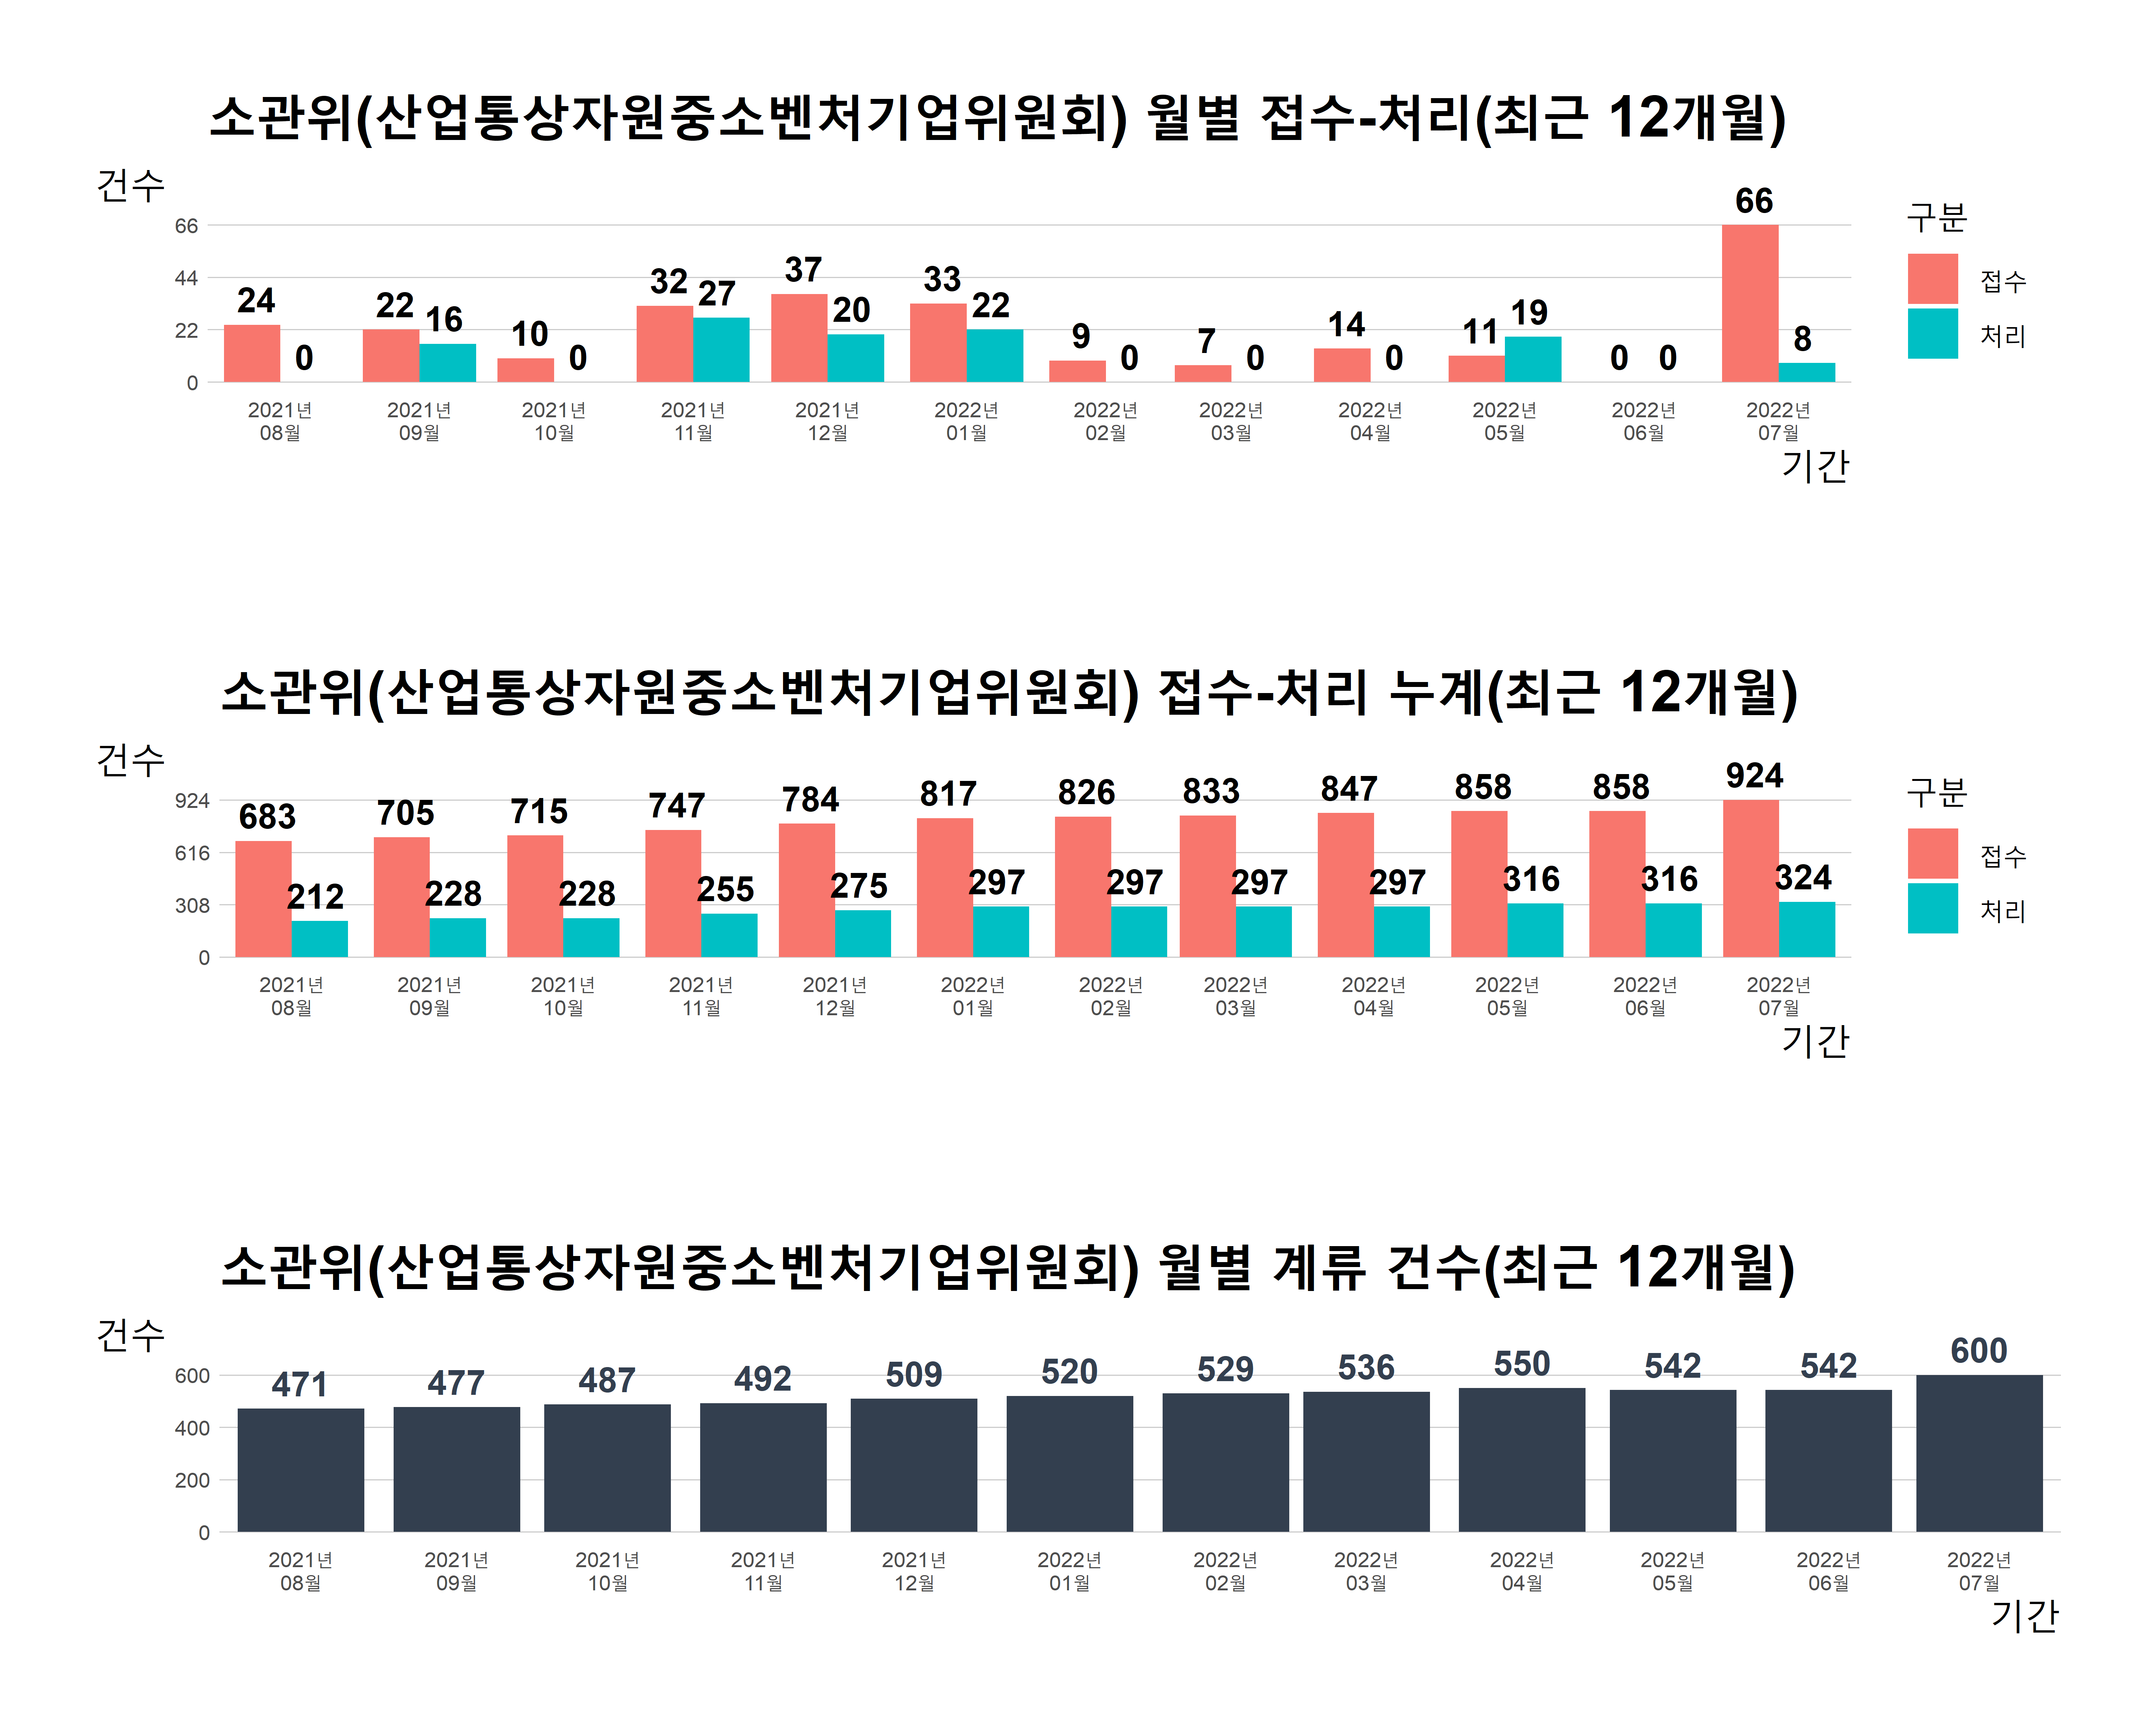 소관위(산업통상자원중소벤처기업위원회) 월별 접수-처리(최근 12개월)
건수
66
44
22
0
24 0 22 16 10 0 32 27 37 20 33 22 9 0 7 0 14 0 11 19 0 0 66 8
2021년 2021년 2021년 2021년 2021년 2022년 2022년 2022년 2022년 2022년 2022년 2022년
08월 09월 10월 11월 12월 01월 02월 03월 04월 05월 06월 07월
기간
구분
접수
처리
소관위(산업통상자원중소벤처기업위원회) 접수-처리 누계(최근 12개월)
건수
924
616
308
0
683 212 705 228 715 228 747 255 784 275 817 297 826 297 833 297 847 297 858 316 858 316 924 324
2021년 2021년 2021년 2021년 2021년 2022년 2022년 2022년 2022년 2022년 2022년 2022년
08월 09월 10월 11월 12월 01월 02월 03월 04월 05월 06월 07월
기간
구분
접수
처리
소관위(산업통상자원중소벤처기업위원회) 월별 계류 건수(최근 12개월)
건수
600
400
200
0
471 477 487 492 509 520 529 536 550 542 542 600
2021년 2021년 2021년 2021년 2021년 2022년 2022년 2022년 2022년 2022년 2022년 2022년
08월 09월 10월 11월 12월 01월 02월 03월 04월 05월 06월 07월
기간